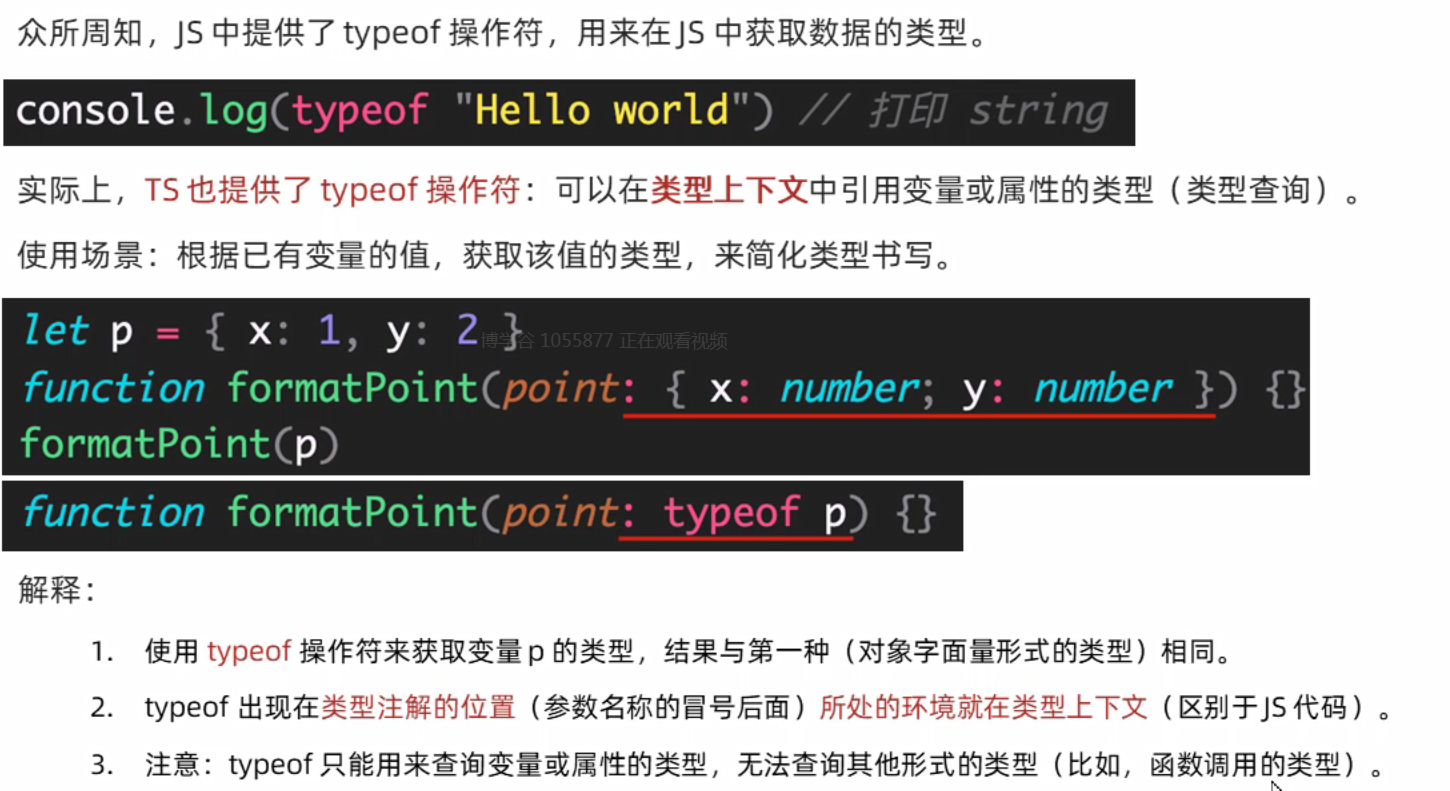 众所周知，JS 中提供了 typeof 操作符，用来在 JS 中获取数据的类型。
console.log(typeof "Hello world") // 打印 string
实际上，TS 也提供了 typeof 操作符：可以在类型上下文中引用变量或属性的类型（类型查询）。
使用场景：根据已有变量的值，获取该值的类型，来简化类型书写。
let p = { x: 1, y: 2 }
博学谷 1055877 正在观看视频
function formatPoint(point: { x: number; y: number }) {}
formatPoint(p)
function formatPoint(point: typeof p) {}
解释：
1. 使用 typeof 操作符来获取变量 p 的类型，结果与第一种（对象字面量形式的类型）相同。
2. typeof 出现在类型注解的位置（参数名称的冒号后面）所处的环境就在类型上下文（区别于 JS 代码）。
3. 注意：typeof 只能用来查询变量或属性的类型，无法查询其他形式的类型（比如，函数调用的类型）。